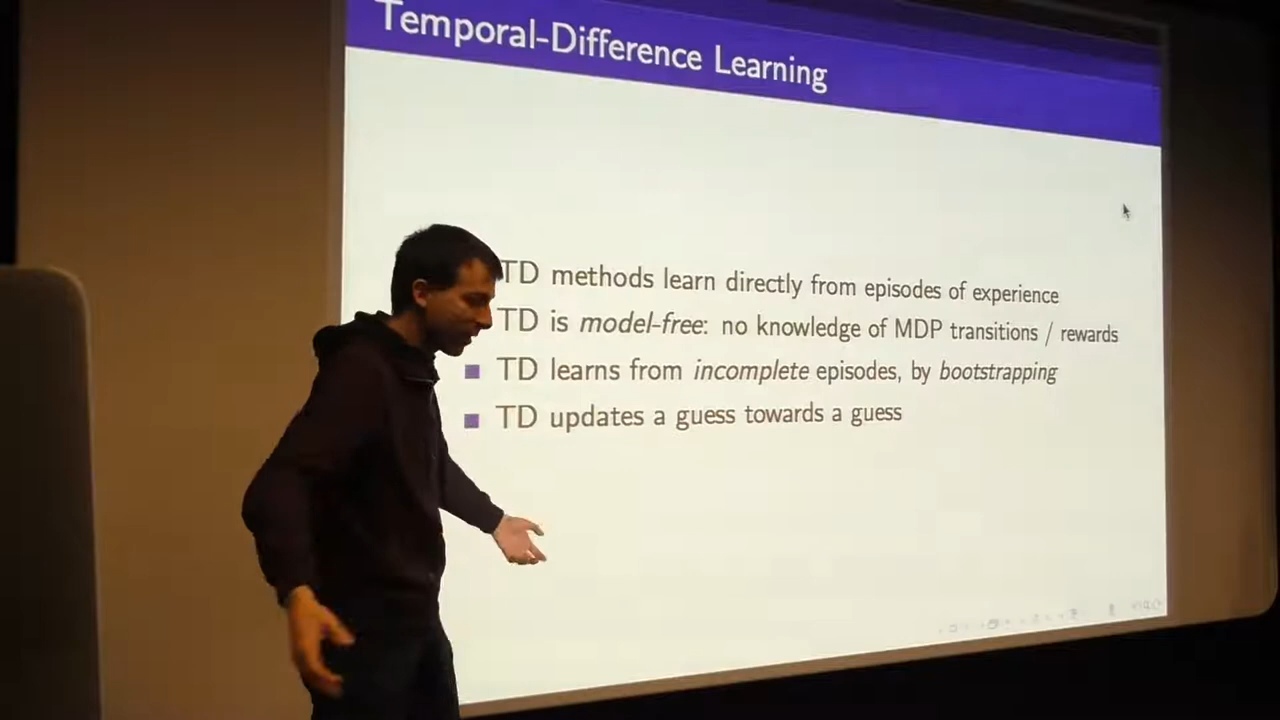 Temporal-Difference Learning
TD methods learn directly from episodes of experience
TD is model-free: no knowledge of MDP transitions / rewards
TD learns from incomplete episodes, by bootstrapping
TD updates a guess towards a guess